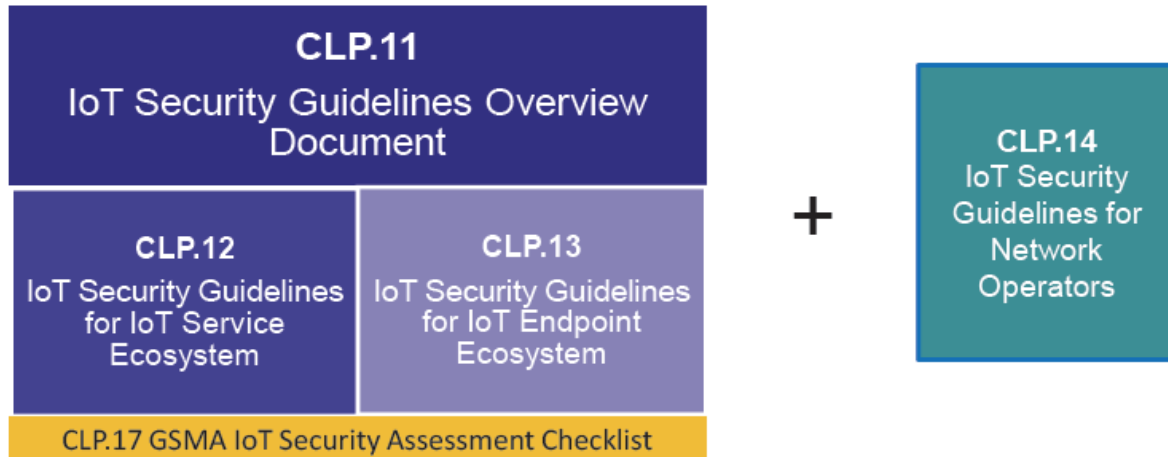 CLP.11
IoT Security Guidelines Overview
Document
CLP.12
IoT Security Guidelines
for IoT Service
Ecosystem
CLP.13
IoT Security Guidelines
for IoT Endpoint
Ecosystem
CLP.17 GSMA IoT Security Assessment Checklist
+
CLP.14
IoT Security
Guidelines for
Network
Operators